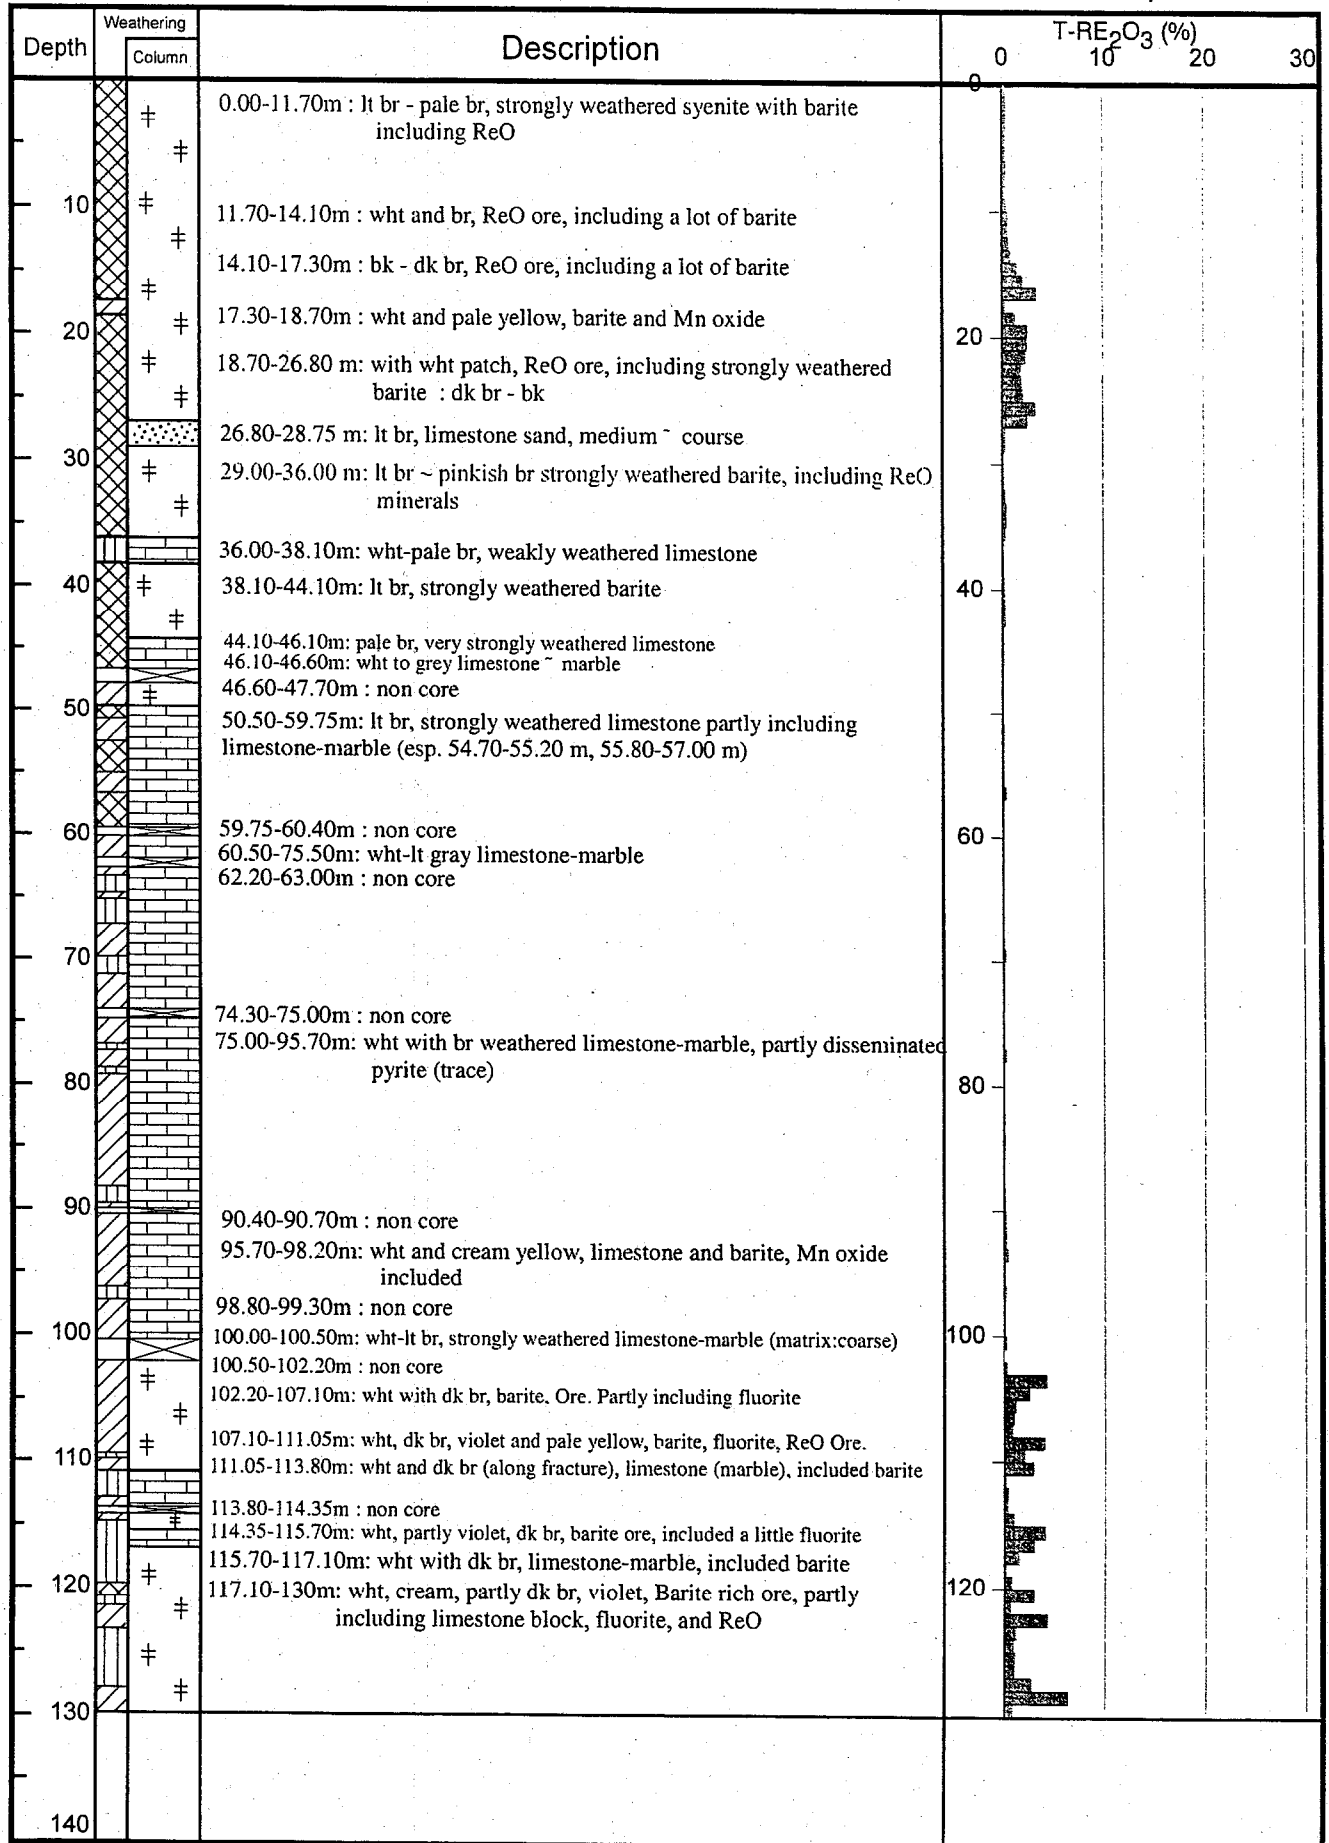 Depth
Weathering
Column
Description
T-RE2O3 (%)
0 10 20 30
0.00-11.70m : lt br - pale br, strongly weathered syenite with barite
including ReO
11.70-14.10m : wht and br, ReO ore, including a lot of barite
14.10-17.30m : bk - dk br, ReO ore, including a lot of barite
17.30-18.70m : wht and pale yellow, barite and Mn oxide
18.70-26.80 m: with wht patch, ReO ore, including strongly weathered
barite : dk br - bk
26.80-28.75 m: lt br, limestone sand, medium ~ course
29.00-36.00 m: lt br ~ pinkish br strongly weathered barite, including ReO
minerals
36.00-38.10m: wht-pale br, weakly weathered limestone
38.10-44.10m: lt br, strongly weathered barite
44.10-46.10m: pale br, very strongly weathered limestone
46.10-46.60m: wht to grey limestone ~ marble
46.60-47.70m : non core
50.50-59.75m: lt br, strongly weathered limestone partly including
limestone-marble (esp. 54.70-55.20 m, 55.80-57.00 m)
59.75-60.40m : non core
60.50-75.50m: wht-lt gray limestone-marble
62.20-63.00m : non core
74.30-75.00m : non core
75.00-95.70m: wht with br weathered limestone-marble, partly disseminated
pyrite (trace)
90.40-90.70m : non core
95.70-98.20m: wht and cream yellow, limestone and barite, Mn oxide
included
98.80-99.30m : non core
100.00-100.50m: wht-lt br, strongly weathered limestone-marble (matrix:coarse)
100.50-102.20m : non core
102.20-107.10m: wht with dk br, barite. Ore. Partly including fluorite
107.10-111.05m: wht, dk br, violet and pale yellow, barite, fluorite, ReO Ore.
111.05-113.80m: wht and dk br (along fracture), limestone (marble), included barite
113.80-114.35m : non core
114.35-115.70m: wht, partly violet, dk br, barite ore, included a little fluorite
115.70-117.10m: wht with dk br, limestone-marble, included barite
117.10-130m: wht, cream, partly dk br, violet, Barite rich ore, partly
including limestone block, fluorite, and ReO
10
20
30
40
50
60
70
80
90
100
110
120
130
140
0
20
40
60
80
100
120